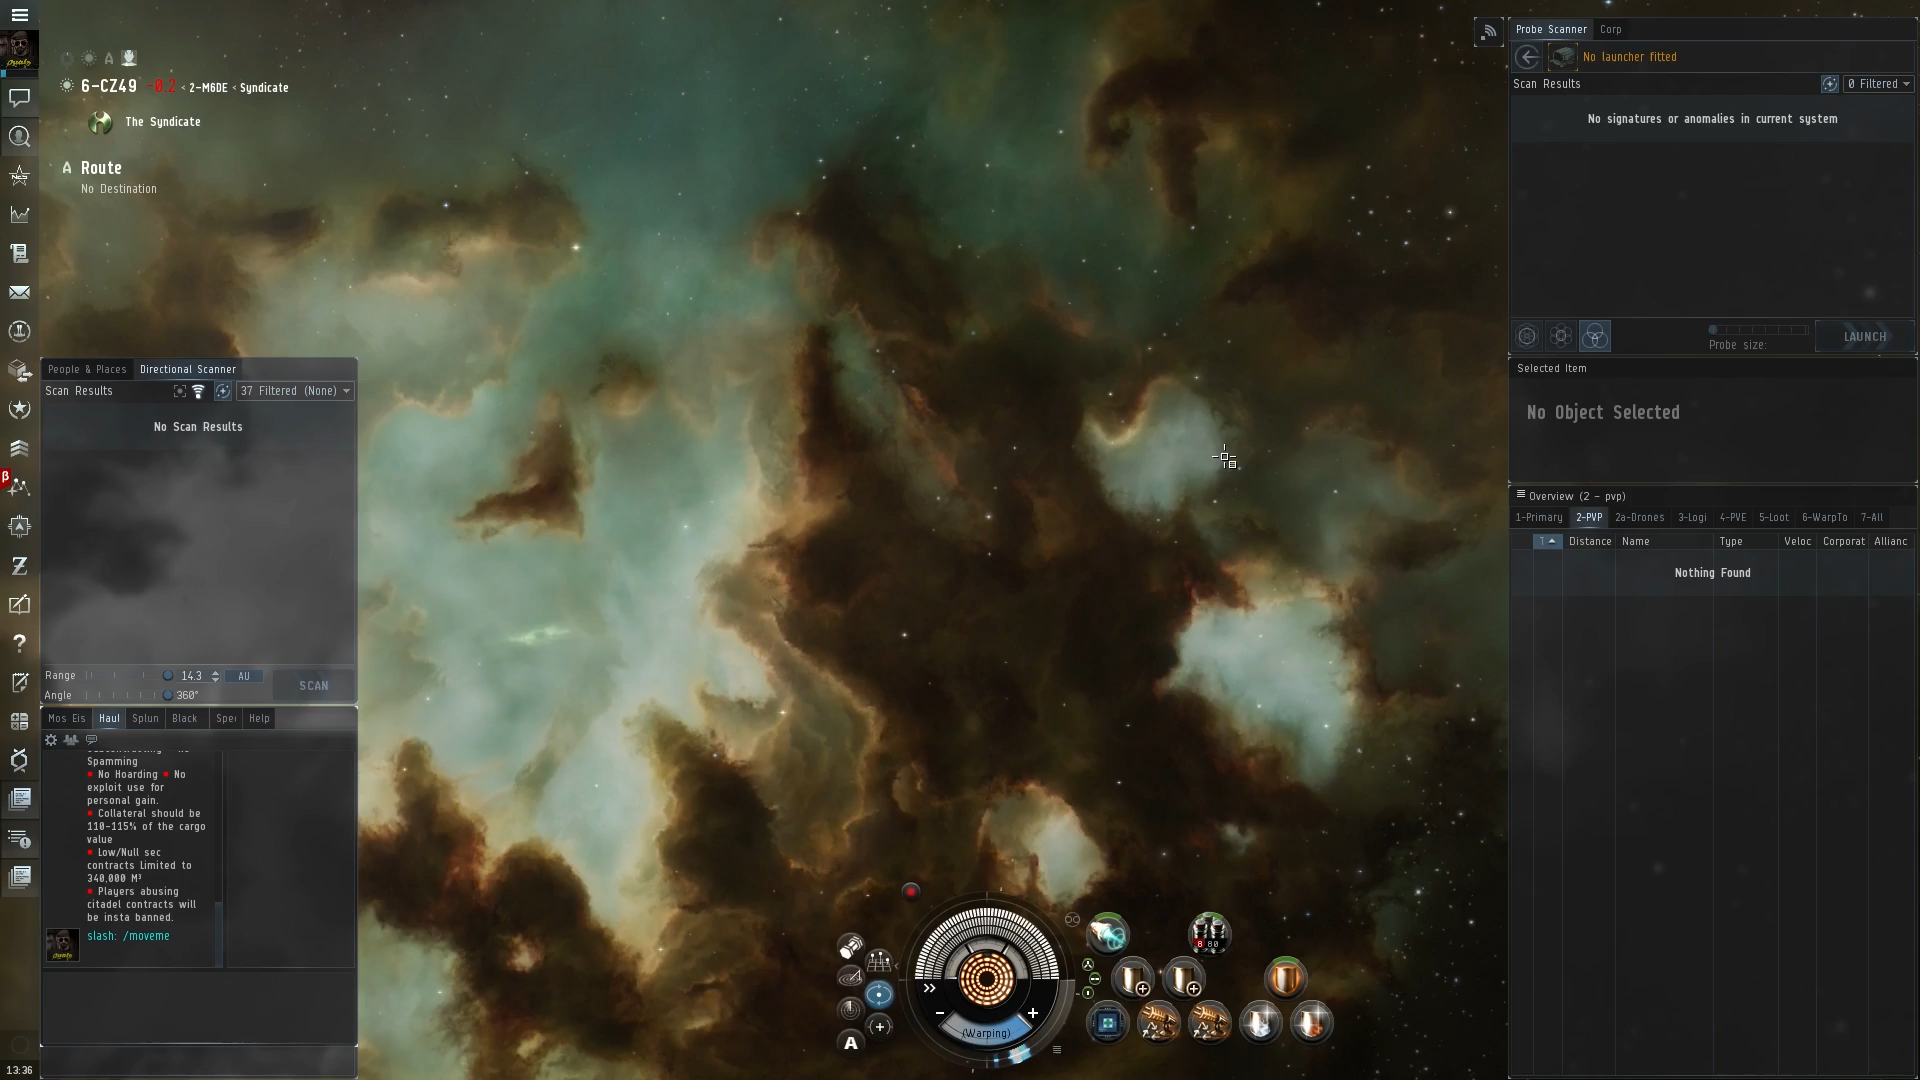 6-CZ49 -0.2 < 2-M6DE < Syndicate
The Syndicate
A Route
No Destination
β
People & Places Directional Scanner
Scan Results 37 Filtered (None)
No Scan Results
Range 14.3 AU
Angle 360°
SCAN
Mos Eis Haul Splun Black Spec Help
Spamming
No Hoarding No
exploit use for
personal gain.
Collateral should be
110-115% of the cargo
value
Low/Null sec
contracts Limited to
340,000 M³
Players abusing
citadel contracts will
be insta banned.
slash: /moveme
13:36
(Warping)
A
8 80
Probe Scanner Corp
No launcher fitted
Scan Results 0 Filtered
No signatures or anomalies in current system
Probe size:
LAUNCH
Selected Item
No Object Selected
Overview (2 - pvp)
1-Primary 2-PVP 2a-Drones 3-Logi 4-PVE 5-Loot 6-WarpTo 7-All
Distance Name Type Veloc Corporat Allianc
Nothing Found